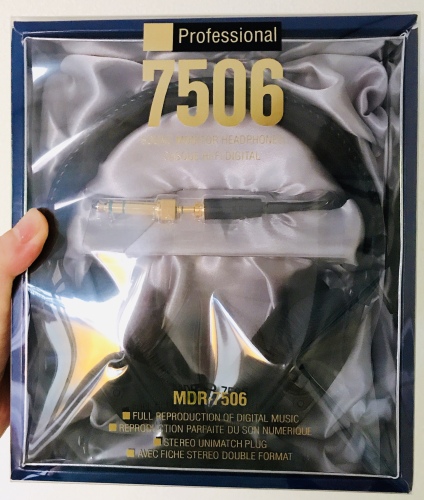 Professional
7506
MDR-7506
FULL REPRODUCTION OF DIGITAL MUSIC
REPRODUCTION PARFAITE DU SON NUMERIQUE
STEREO UNIMATCH PLUG
AVEC FICHE STEREO DOUBLE FORMAT